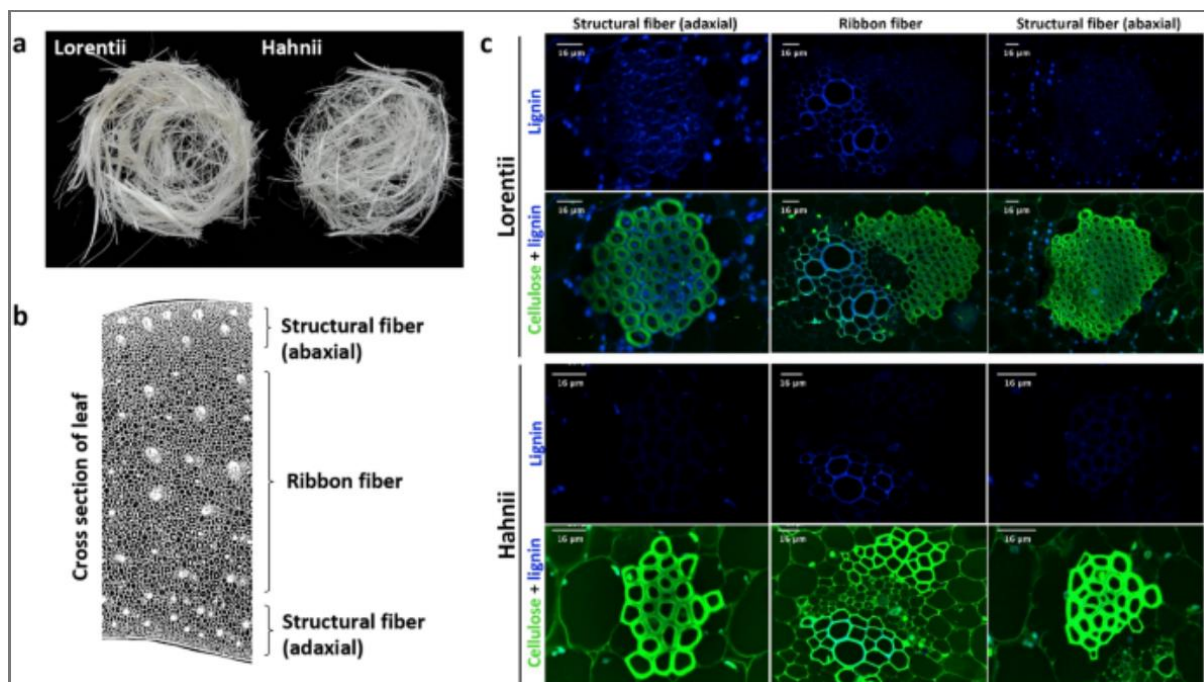 a
Lorentii
Hahnii
b
Cross section of leaf
Structural fiber
(abaxial)
Ribbon fiber
Structural fiber
(adaxial)
c
Structural fiber (adaxial)
Ribbon fiber
Structural fiber (abaxial)
Lorentii
Lignin
16 µm
16 µm
16 µm
Cellulose + lignin
16 µm
16 µm
16 µm
Hahnii
Lignin
16 µm
16 µm
16 µm
Cellulose + lignin
16 µm
16 µm
16 µm